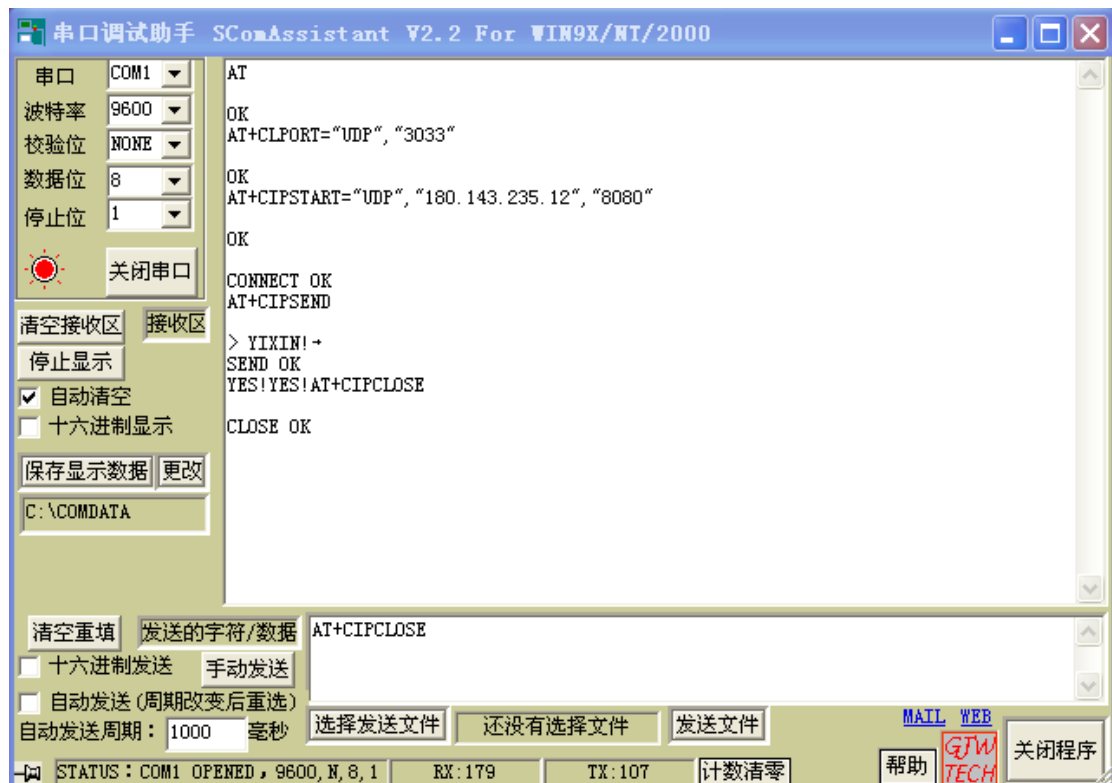 串口调试助手 SComAssistant V2.2 For WIN9X/NT/2000
串口 COM1
波特率 9600
校验位 NONE
数据位 8
停止位 1
关闭串口
清空接收区 接收区
停止显示
自动清空
十六进制显示
保存显示数据 更改
C:\COMDATA
AT
OK
AT+CLPORT="UDP","3033"
OK
AT+CIPSTART="UDP","180.143.235.12","8080"
OK
CONNECT OK
AT+CIPSEND
> YIXIN!→
SEND OK
YES!YES!AT+CIPCLOSE
CLOSE OK
清空重填 发送的字符/数据 AT+CIPCLOSE
十六进制发送 手动发送
自动发送(周期改变后重选)
自动发送周期: 1000 毫秒 选择发送文件 还没有选择文件 发送文件
MAIL WEB
GJW
TECH
帮助 关闭程序
STATUS:COM1 OPENED,9600,N,8,1 RX:179 TX:107 计数清零